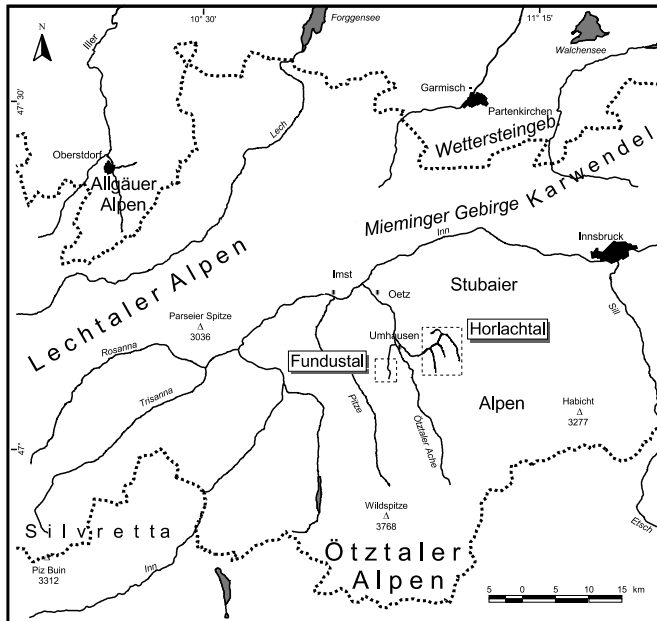 10° 30'
11° 15'
N
Forggensee
Walchensee
Iller
Garmisch
Partenkirchen
47° 30'
Lech
Wettersteingeb.
Oberstdorf
Allgäuer
Alpen
Karwendel
Mieminger Gebirge
Inn
Innsbruck
Lechtaler Alpen
Imst
Oetz
Stubaier
Sill
Parseier Spitze
Δ
3036
Umhausen
Horlachtal
Rosanna
Fundustal
Trisanna
Pitze
Ötztaler Ache
Alpen
Habicht
Δ
3277
47°
Wildspitze
Δ
3768
Silvretta
Etsch
Ötztaler
Alpen
Piz Buin
3312
Inn
5 0 5 10 15 km